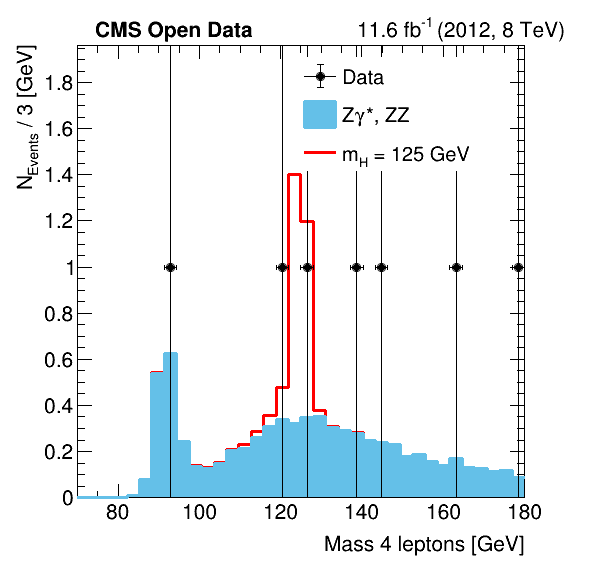 CMS Open Data 11.6 fb⁻¹ (2012, 8 TeV)
N_Events / 3 [GeV]
1.8
1.6
1.4
1.2
1
0.8
0.6
0.4
0.2
0
Data
Zγ*, ZZ
m_H = 125 GeV
80 100 120 140 160 180
Mass 4 leptons [GeV]